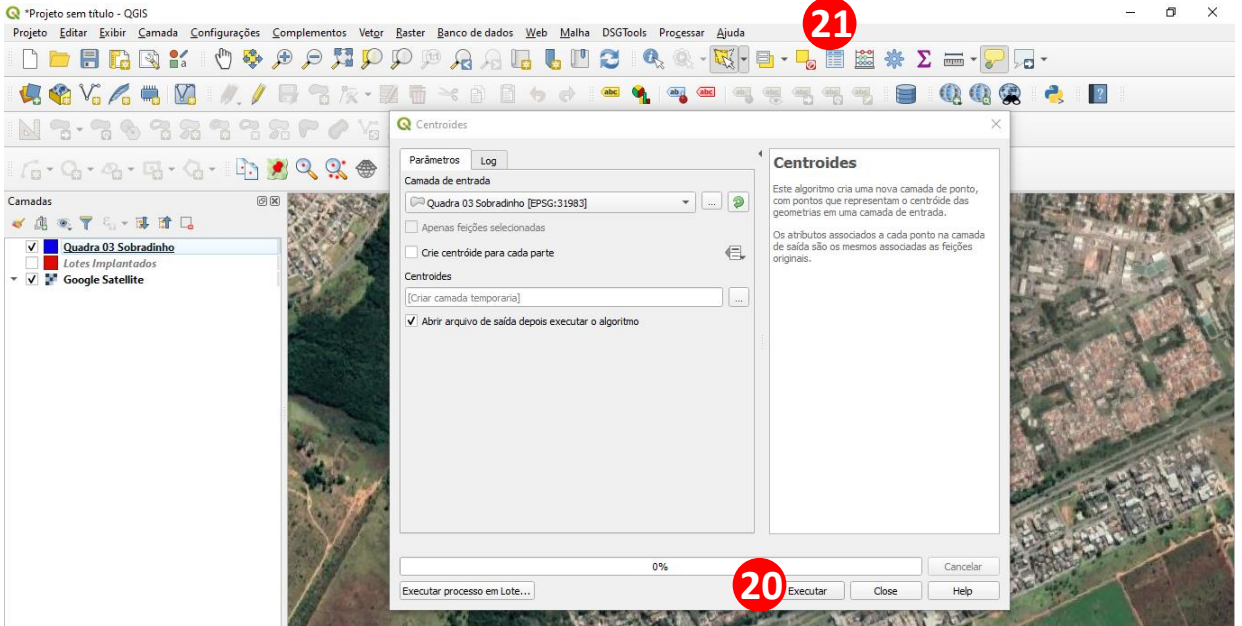 *Projeto sem título - QGIS
21
Projeto Editar Exibir Camada Configurações Complementos Vetor Raster Banco de dados Web Malha DSGTools Processar Ajuda
abc abc abc
Centroides
Parâmetros Log
Camada de entrada
Quadra 03 Sobradinho [EPSG:31983] ...
Apenas feições selecionadas
Crie centróide para cada parte
Centroides
[Criar camada temporaria] ...
Abrir arquivo de saída depois executar o algoritmo
Centroides
Este algoritmo cria uma nova camada de ponto,
com pontos que representam o centróide das
geometrias em uma camada de entrada.
Os atributos associados a cada ponto na camada
de saída são os mesmos associadas as feições
originais.
Camadas
Quadra 03 Sobradinho
Lotes Implantados
Google Satellite
0%
Cancelar
Executar processo em Lote...
20
Executar
Close
Help